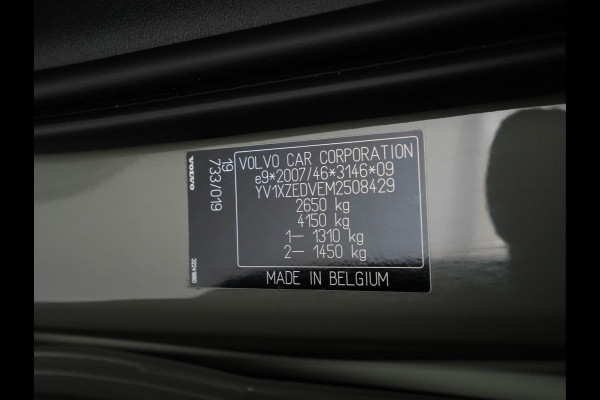 VOLVO
19
733/019
VOLVO CAR CORPORATION
e9*2007/46*3146*09
YV1XZEDVEM2508429
2650 kg
4150 kg
1– 1310 kg
2– 1450 kg
MADE IN BELGIUM